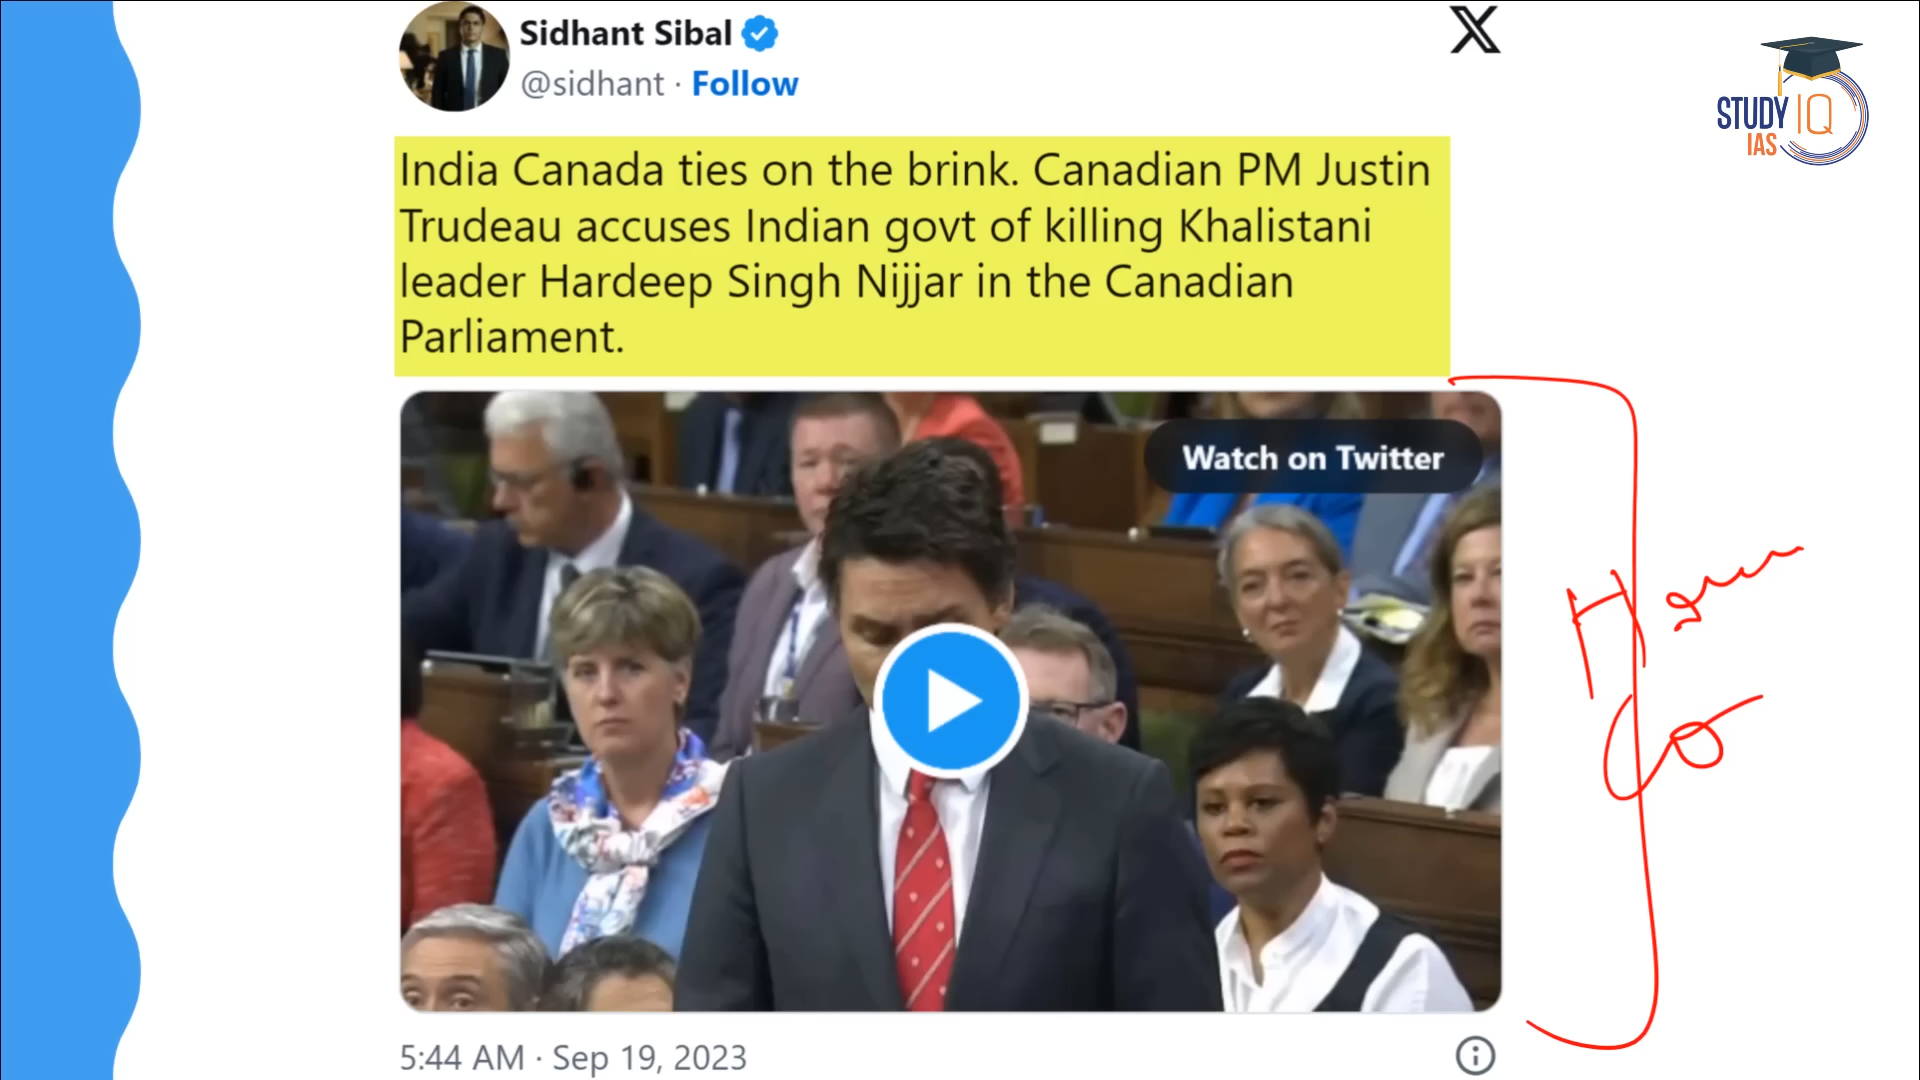 Sidhant Sibal
@sidhant · Follow
X
STUDY IQ
IAS
India Canada ties on the brink. Canadian PM Justin
Trudeau accuses Indian govt of killing Khalistani
leader Hardeep Singh Nijjar in the Canadian
Parliament.
Watch on Twitter
5:44 AM · Sep 19, 2023